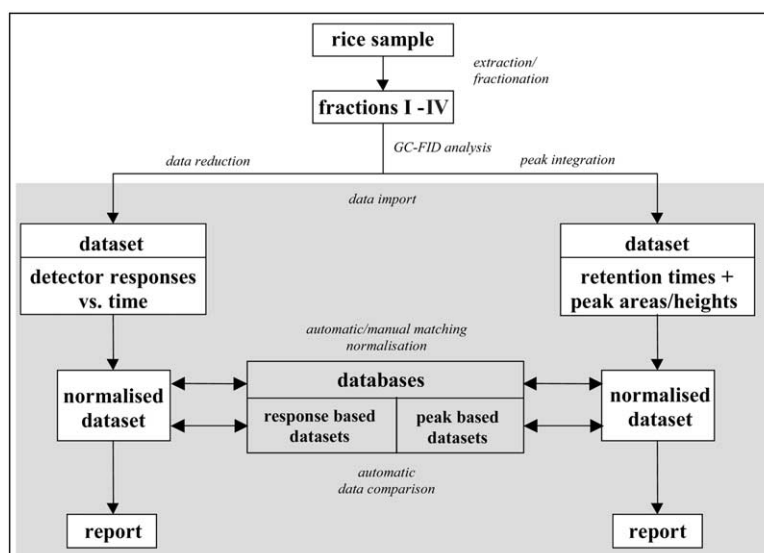 rice sample
extraction/
fractionation
fractions I -IV
GC-FID analysis
data reduction
peak integration
data import
dataset
detector responses
vs. time
dataset
retention times +
peak areas/heights
automatic/manual matching
normalisation
normalised
dataset
databases
response based
datasets
peak based
datasets
normalised
dataset
automatic
data comparison
report
report